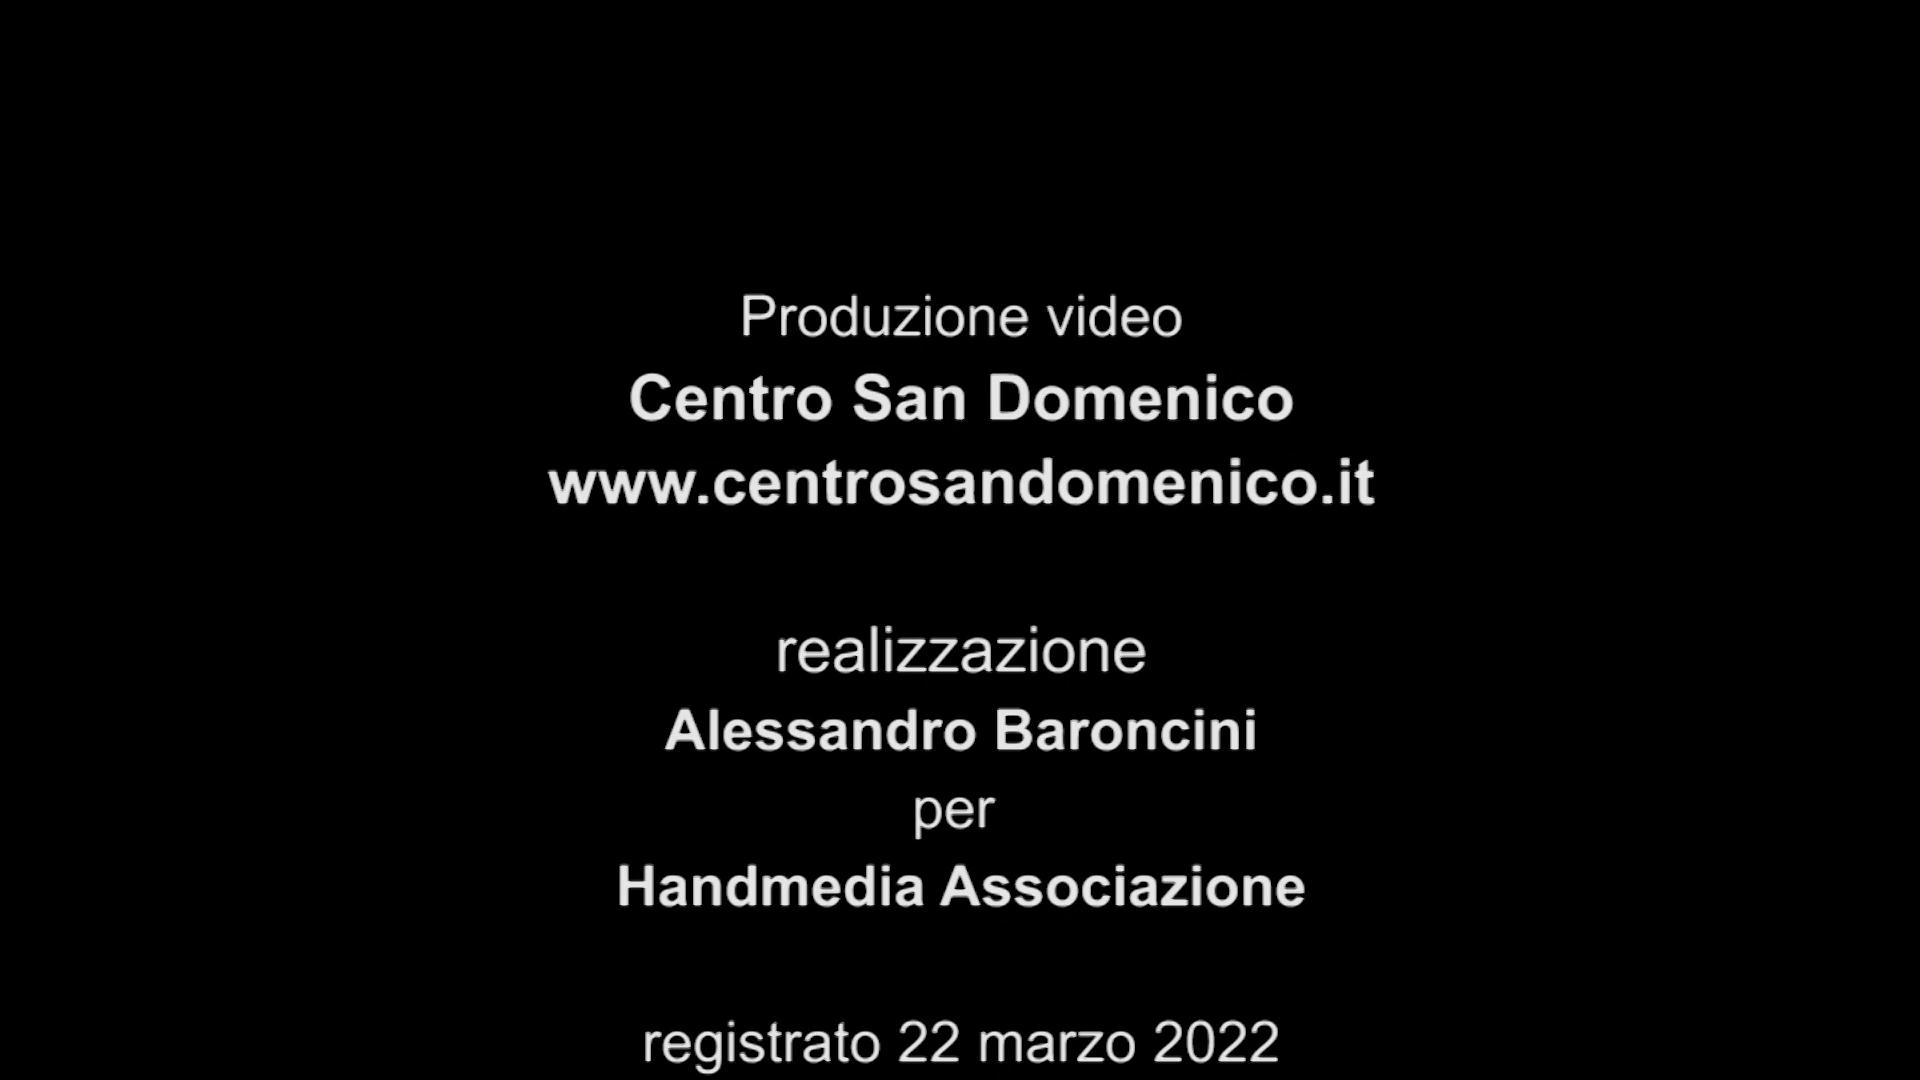 Produzione video
Centro San Domenico
www.centrosandomenico.it
realizzazione
Alessandro Baroncini
per
Handmedia Associazione
registrato 22 marzo 2022